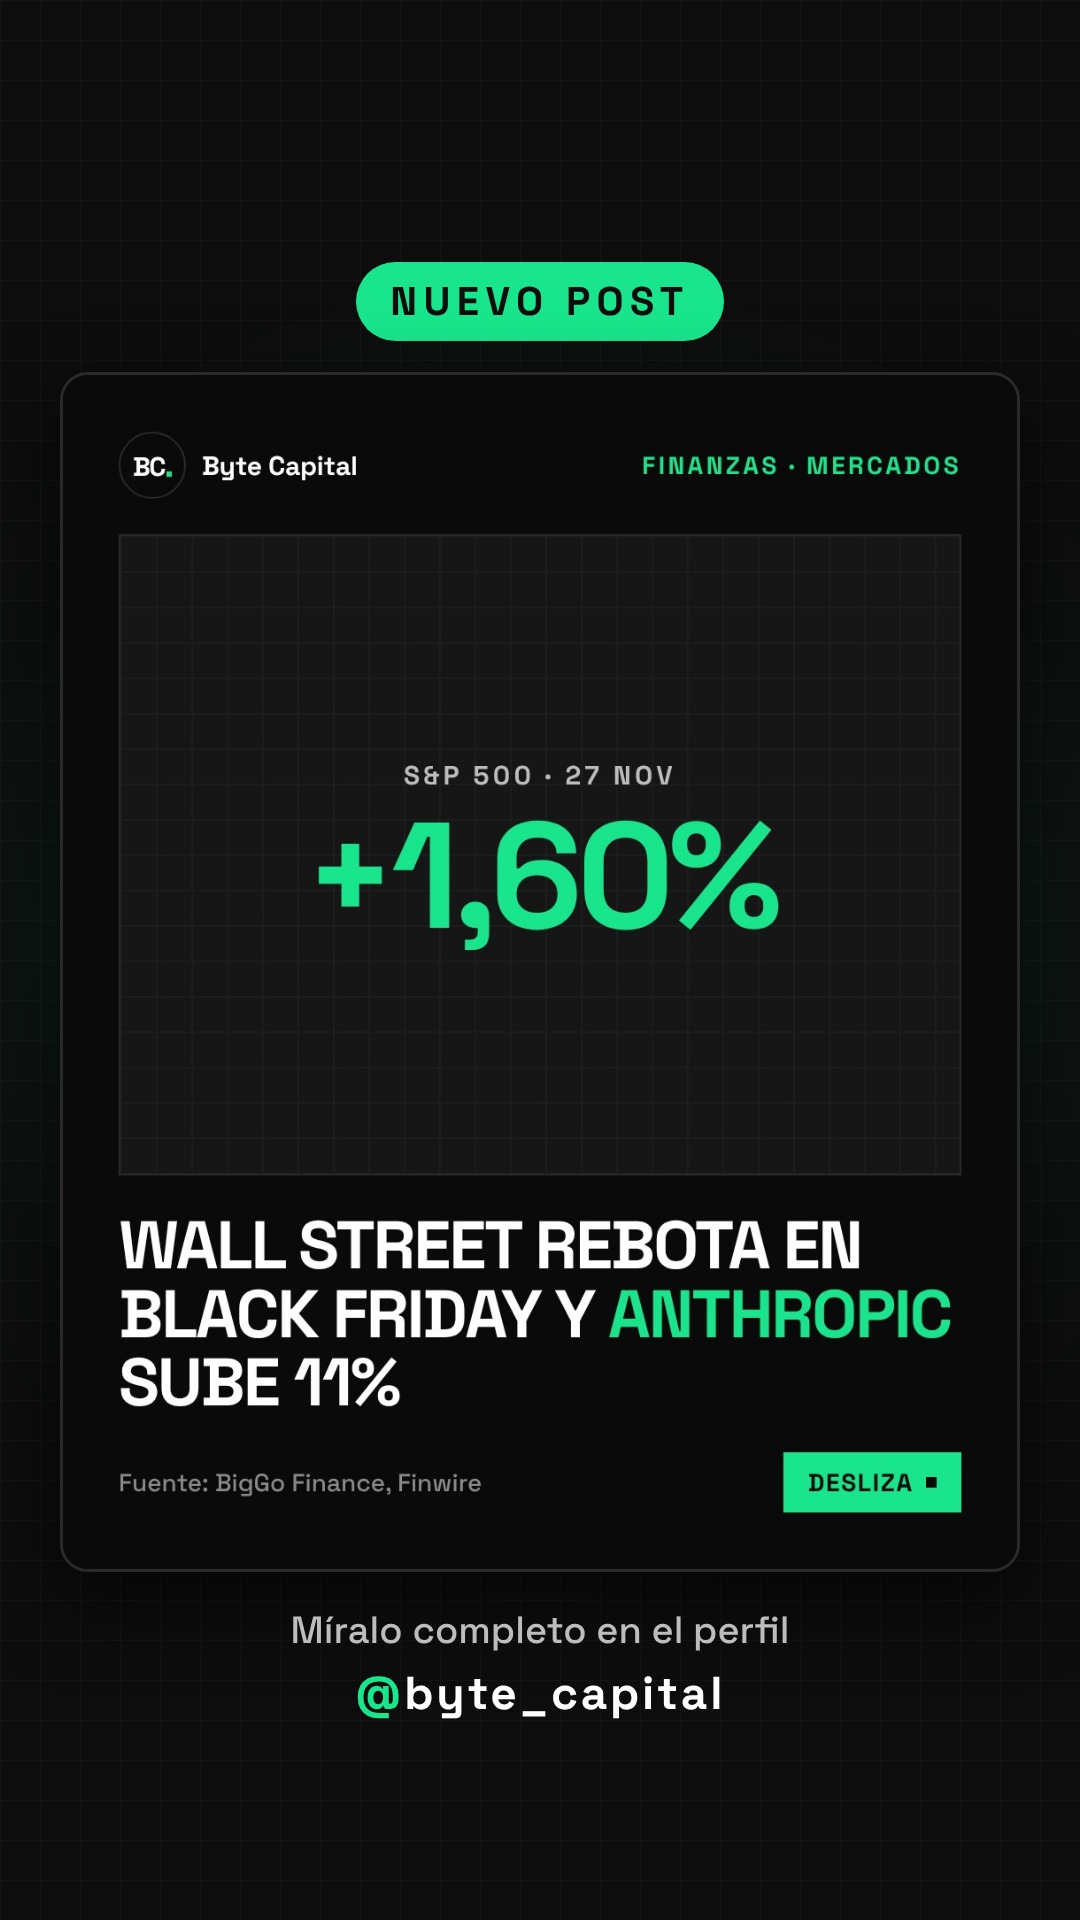 NUEVO POST
BC.
Byte Capital
FINANZAS · MERCADOS
S&P 500 · 27 NOV
+1,60%
WALL STREET REBOTA EN
BLACK FRIDAY Y ANTHROPIC
SUBE 11%
Fuente: BigGo Finance, Finwire
DESLIZA ■
Míralo completo en el perfil
@byte_capital